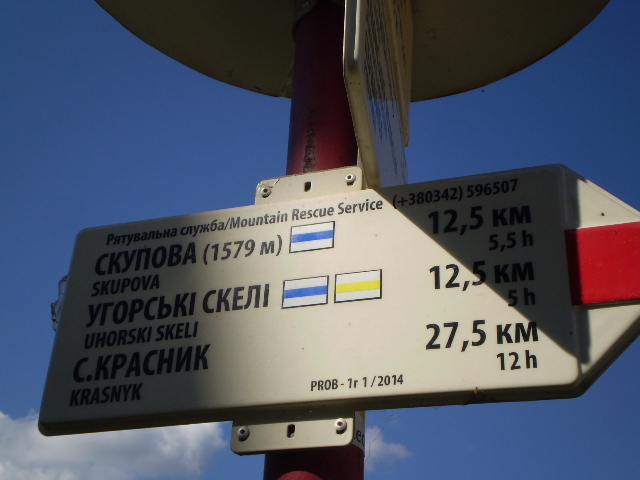 Рятувальна служба/Mountain Rescue Service (+380342) 596507
СКУПОВА (1579 м) 12,5 км
SKUPOVA 5,5 h
УГОРСЬКІ СКЕЛІ 12,5 км
UHORSKI SKELI 5 h
С.КРАСНИК 27,5 км
KRASNYK 12 h
PROB - 1r 1 / 2014